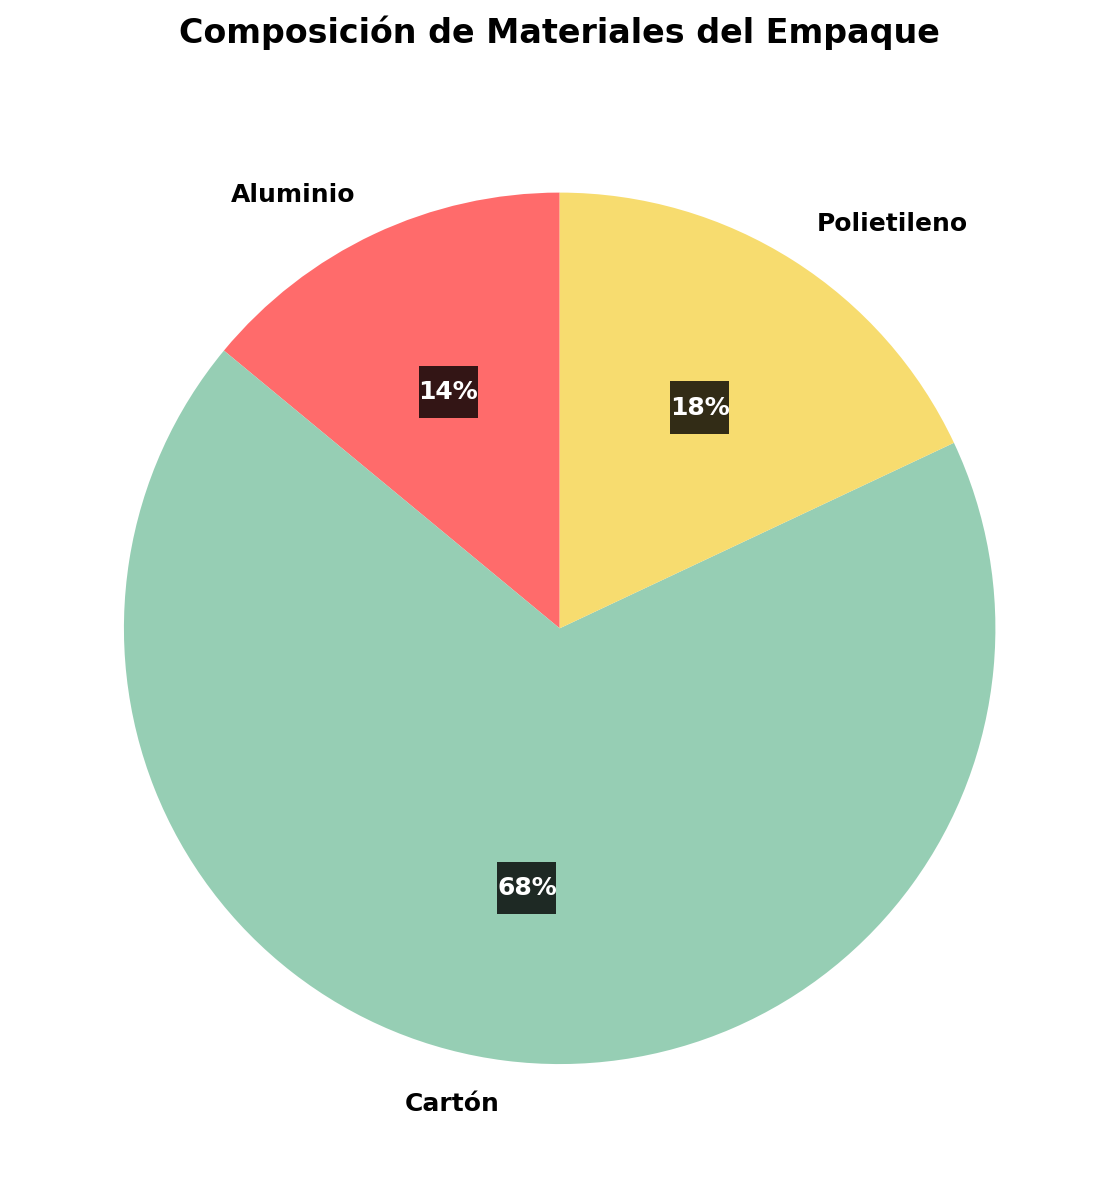 Composición de Materiales del Empaque
Aluminio
Polietileno
14%
18%
68%
Cartón